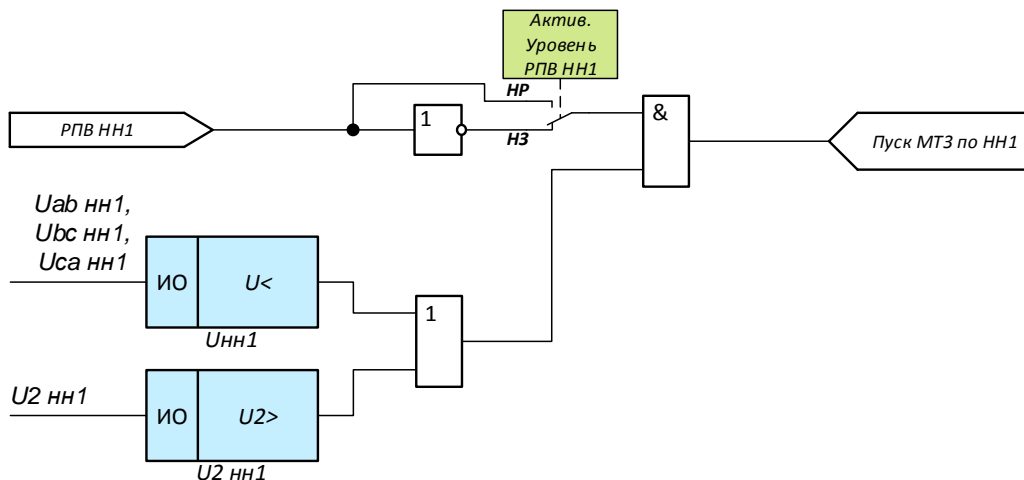 Актив.
Уровень
РПВ НН1
НР
РПВ НН1
1
НЗ
&
Пуск МТЗ по НН1
Uab нн1,
Ubc нн1,
Uca нн1
ИО
U<
Uнн1
1
U2 нн1
ИО
U2>
U2 нн1